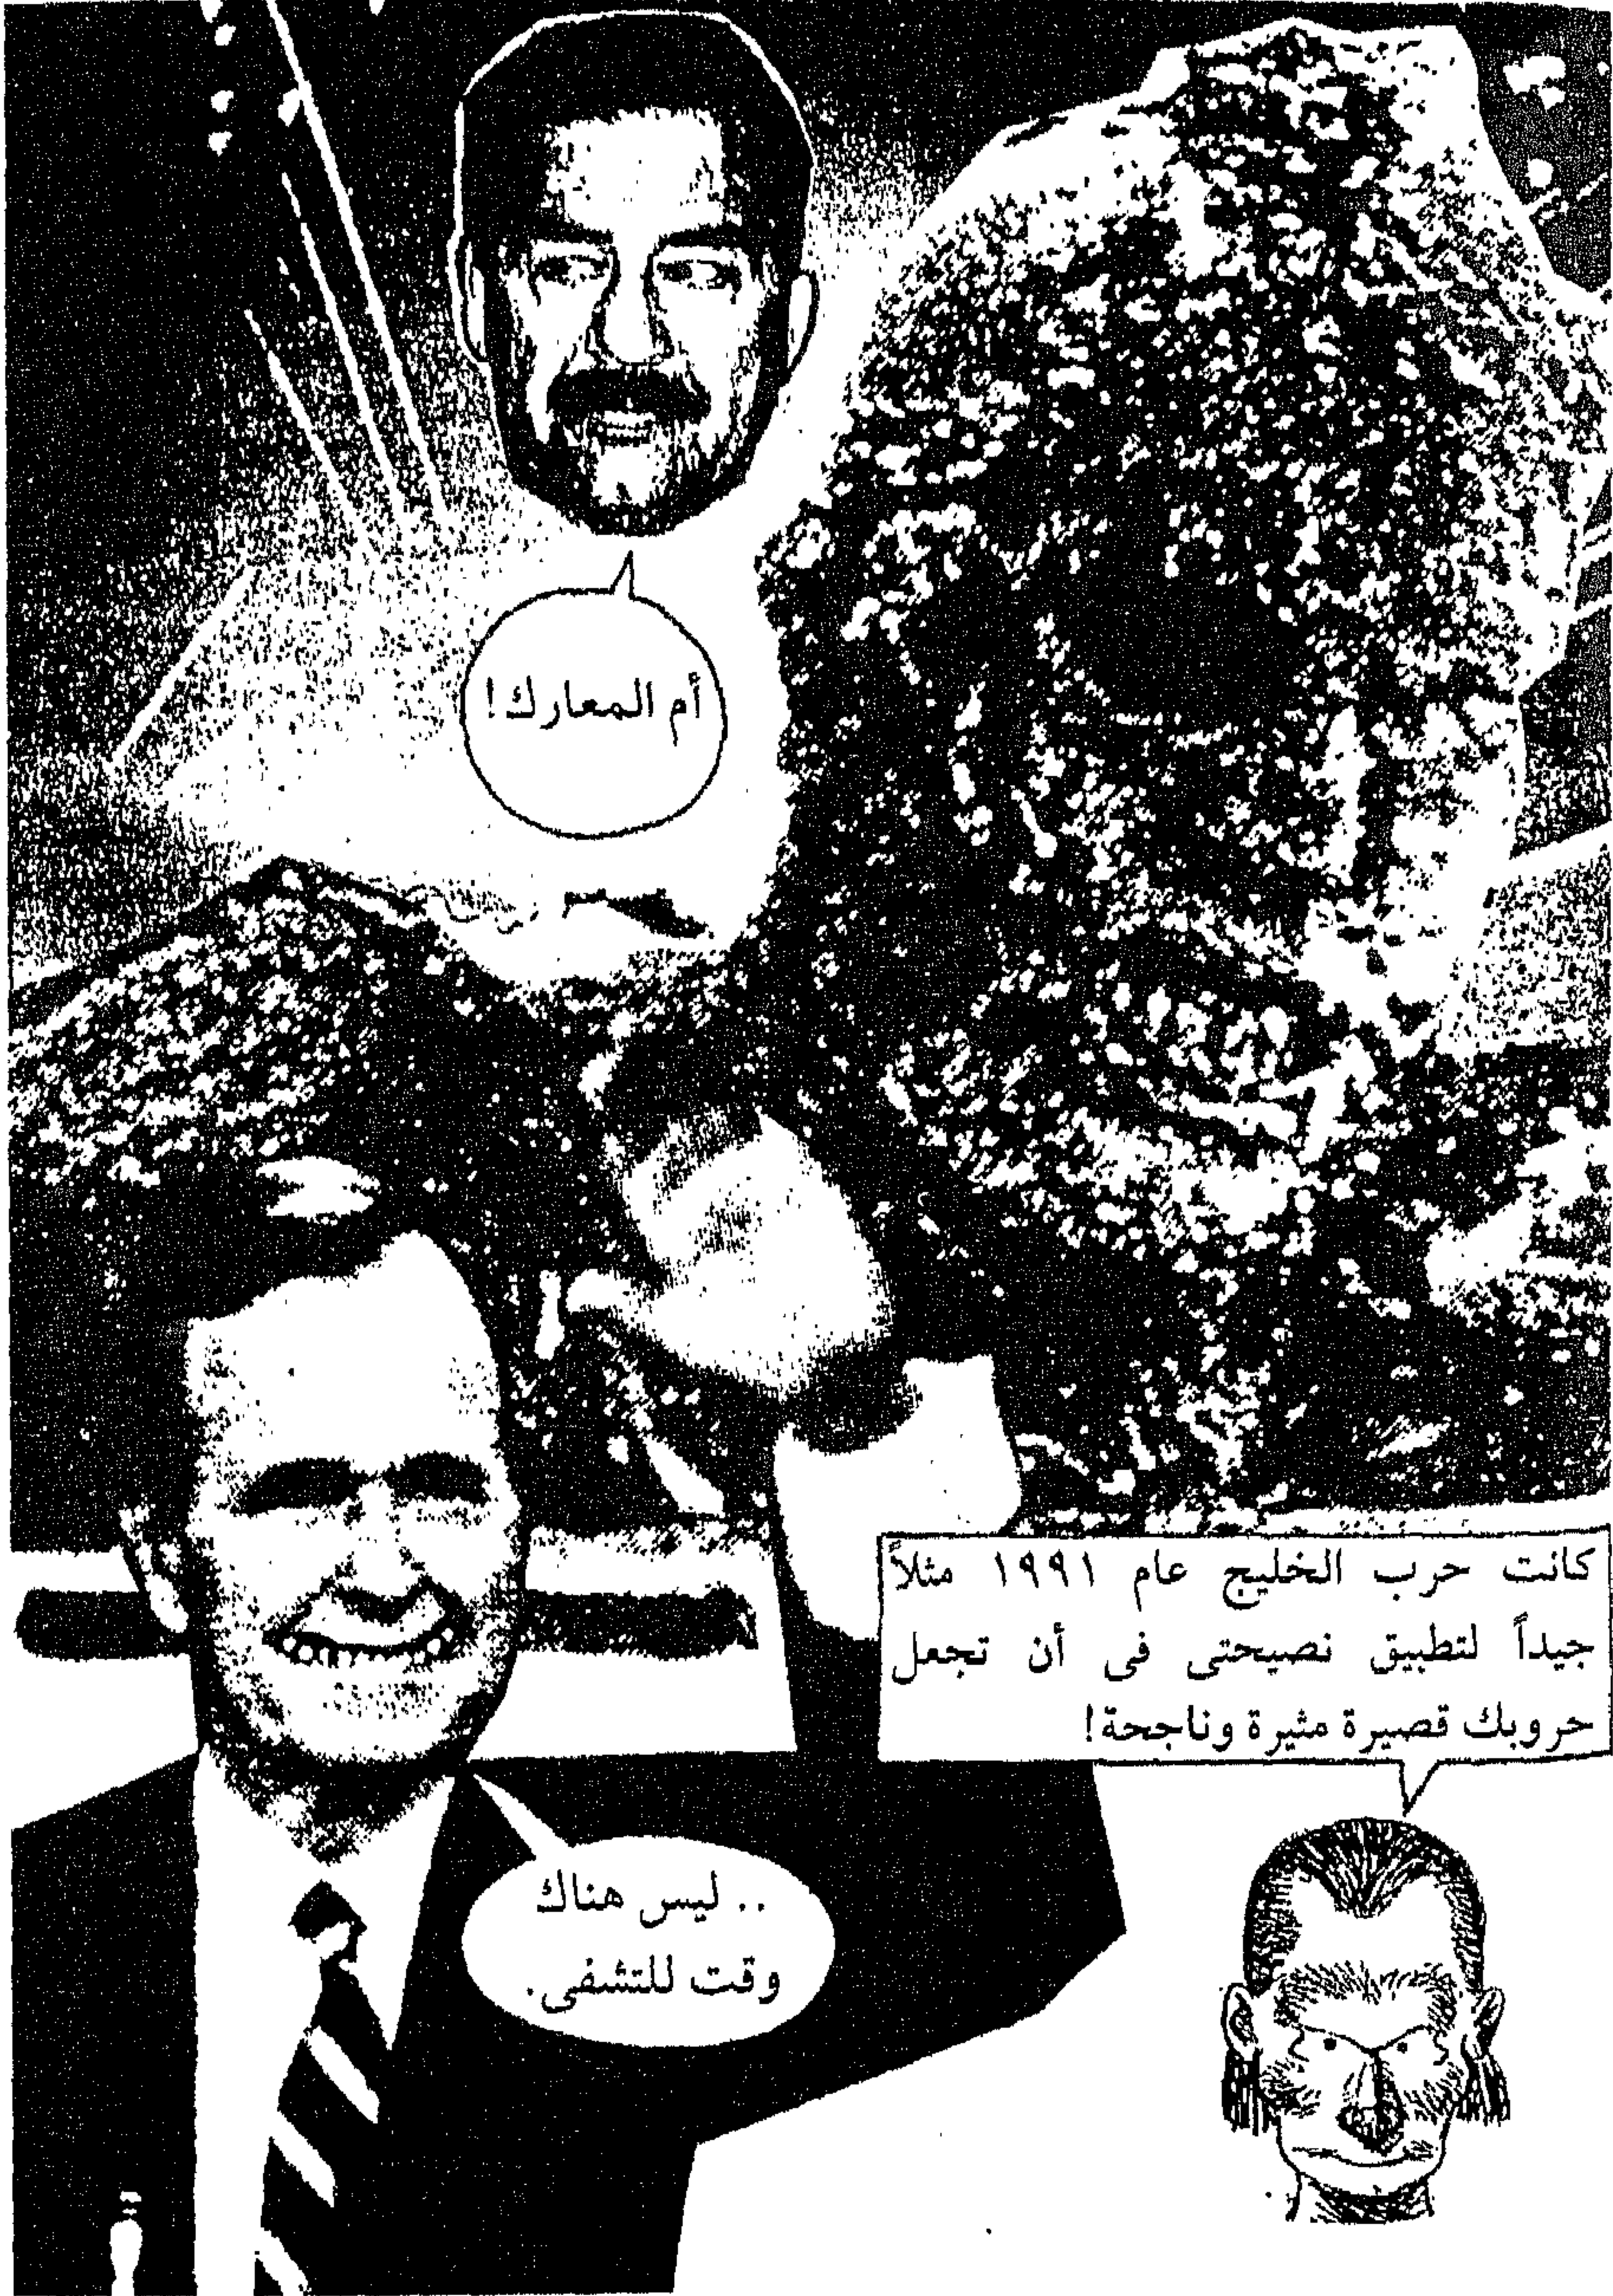 أم المعارك!
كانت حرب الخليج عام ١٩٩١ مثلاً
جيداً لتطبيق نصيحتى فى أن تجعل
حروبك قصيرة مثيرة وناجحة!
.. ليس هناك
وقت للتشفى.